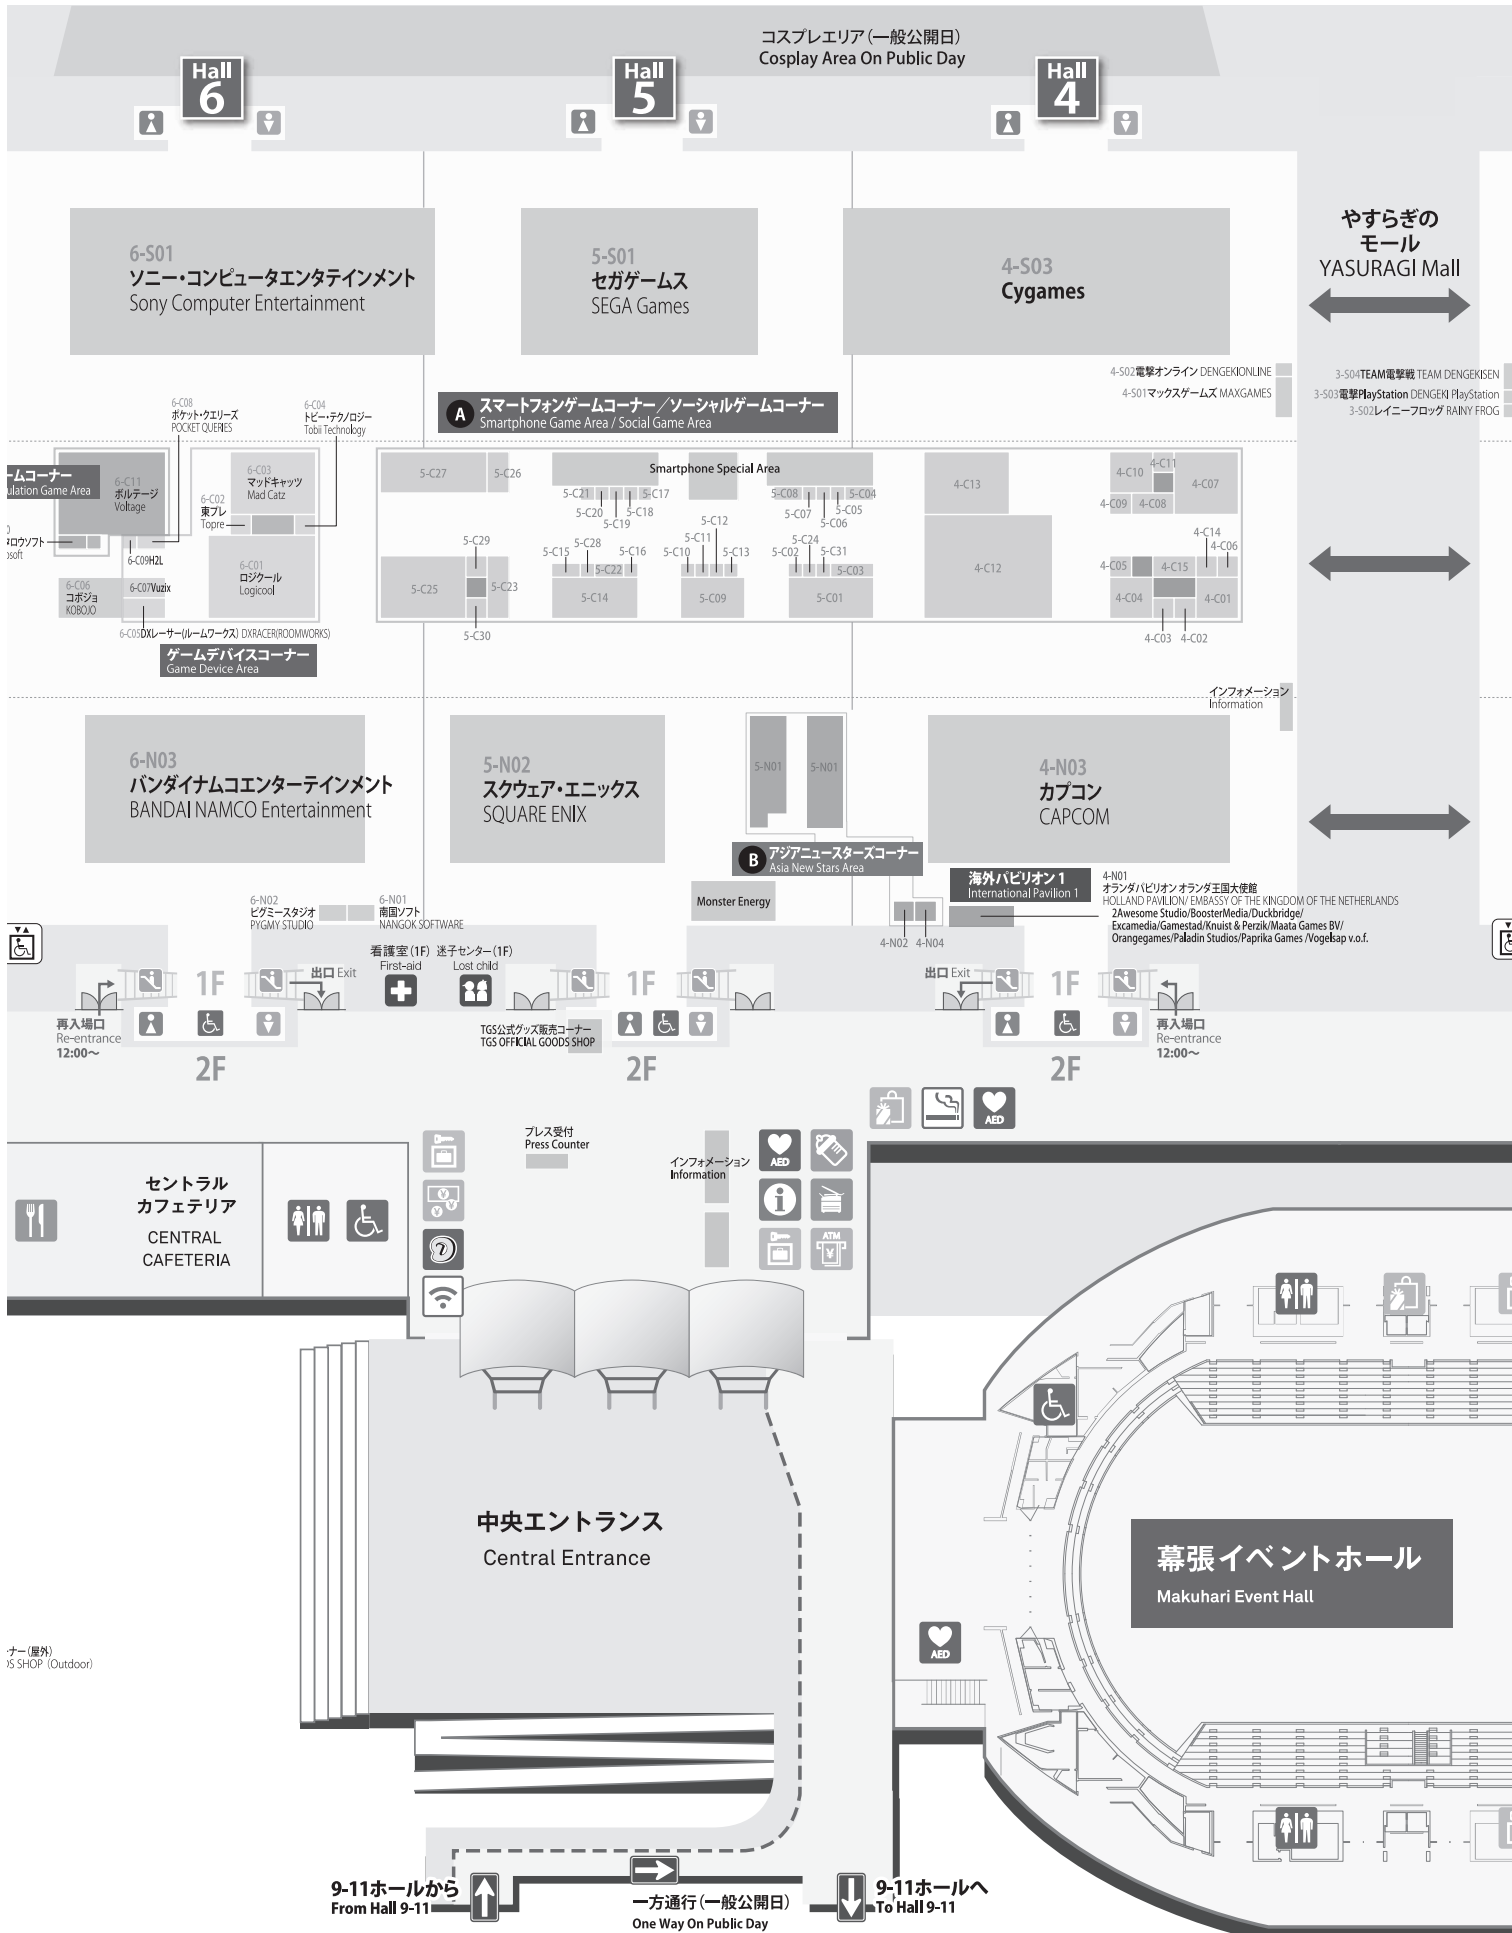 コスプレエリア（一般公開日）
Cosplay Area On Public Day
Hall
6
Hall
5
Hall
4
6-S01
ソニー・コンピュータエンタテインメント
Sony Computer Entertainment
5-S01
セガゲームス
SEGA Games
4-S03
Cygames
やすらぎの
モール
YASURAGI Mall
4-S02電撃オンライン DENGEKIONLINE
4-S01マックスゲームズ MAXGAMES
3-S04TEAM電撃戦 TEAM DENGEKISEN
3-S03電撃PlayStation DENGEKI PlayStation
3-S02レイニーフロッグ RAINY FROG
A スマートフォンゲームコーナー／ソーシャルゲームコーナー
Smartphone Game Area / Social Game Area
6-C08
ポケット・クエリーズ
POCKET QUERIES
6-C04
トビー・テクノロジー
Tobii Technology
ームコーナー
ulation Game Area
6-C11
ボルテージ
Voltage
6-C03
マッドキャッツ
Mad Catz
6-C02
東プレ
Topre
0
タロウソフト
osoft
6-C09H2L
6-C01
ロジクール
Logicool
6-C06
コボジョ
KOBOJO
6-C07Vuzix
6-C05DXレーサー(ルームワークス) DXRACER(ROOMWORKS)
ゲームデバイスコーナー
Game Device Area
Smartphone Special Area
5-C27
5-C26
5-C21
5-C17
5-C20
5-C18
5-C19
5-C08
5-C04
5-C07
5-C05
5-C06
5-C29
5-C25
5-C23
5-C30
5-C15
5-C28
5-C16
5-C22
5-C14
5-C12
5-C11
5-C10
5-C13
5-C09
5-C24
5-C02
5-C31
5-C03
5-C01
4-C13
4-C12
4-C11
4-C10
4-C07
4-C09
4-C08
4-C14
4-C06
4-C05
4-C15
4-C04
4-C01
4-C03
4-C02
インフォメーション
Information
6-N03
バンダイナムコエンターテインメント
BANDAI NAMCO Entertainment
5-N02
スクウェア・エニックス
SQUARE ENIX
5-N01
5-N01
4-N03
カプコン
CAPCOM
B アジアニュースターズコーナー
Asia New Stars Area
海外パビリオン 1
International Pavilion 1
4-N01
オランダパビリオン オランダ王国大使館
HOLLAND PAVILION/ EMBASSY OF THE KINGDOM OF THE NETHERLANDS
2Awesome Studio/BoosterMedia/Duckbridge/
Excamedia/Gamestad/Knuist & Perzik/Maata Games BV/
Orangegames/Paladin Studios/Paprika Games /Vogelsap v.o.f.
Monster Energy
4-N02
4-N04
6-N02
ピグミースタジオ
PYGMY STUDIO
6-N01
南国ソフト
NANGOK SOFTWARE
看護室(1F)
First-aid
迷子センター(1F)
Lost child
1F
出口 Exit
1F
出口 Exit
1F
再入場口
Re-entrance
12:00～
再入場口
Re-entrance
12:00～
TGS公式グッズ販売コーナー
TGS OFFICIAL GOODS SHOP
2F
2F
2F
AED
プレス受付
Press Counter
インフォメーション
Information
AED
ATM
セントラル
カフェテリア
CENTRAL
CAFETERIA
中央エントランス
Central Entrance
幕張イベントホール
Makuhari Event Hall
AED
ーナー(屋外)
S SHOP (Outdoor)
9-11ホールから
From Hall 9-11
一方通行(一般公開日)
One Way On Public Day
9-11ホールへ
To Hall 9-11